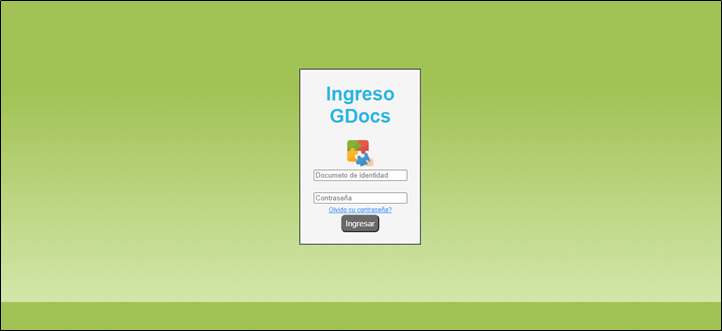 Ingreso
GDocs
Documeto de Identidad
Contraseña
Olvido su contraseña?
Ingresar